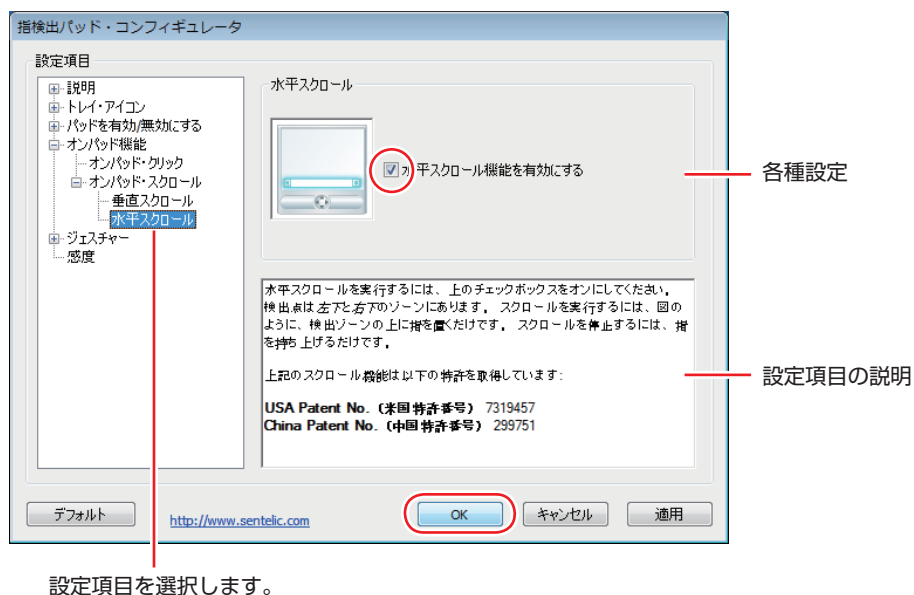 指検出パッド・コンフィギュレータ
設定項目
説明
トレイ・アイコン
パッドを有効/無効にする
オンパッド機能
オンパッド・クリック
オンパッド・スクロール
垂直スクロール
水平スクロール
ジェスチャー
感度
水平スクロール
水平スクロール機能を有効にする
各種設定
水平スクロールを実行するには、上のチェックボックスをオンにしてください。
検出点は左下と右下のゾーンにあります。 スクロールを実行するには、図の
ように、検出ゾーンの上に指を置くだけです。 スクロールを停止するには、指
を持ち上げるだけです。
上記のスクロール機能は以下の特許を取得しています:
USA Patent No. (米国特許番号) 7319457
China Patent No. (中国特許番号) 299751
設定項目の説明
デフォルト
http://www.sentelic.com
OK
キャンセル
適用
設定項目を選択します。